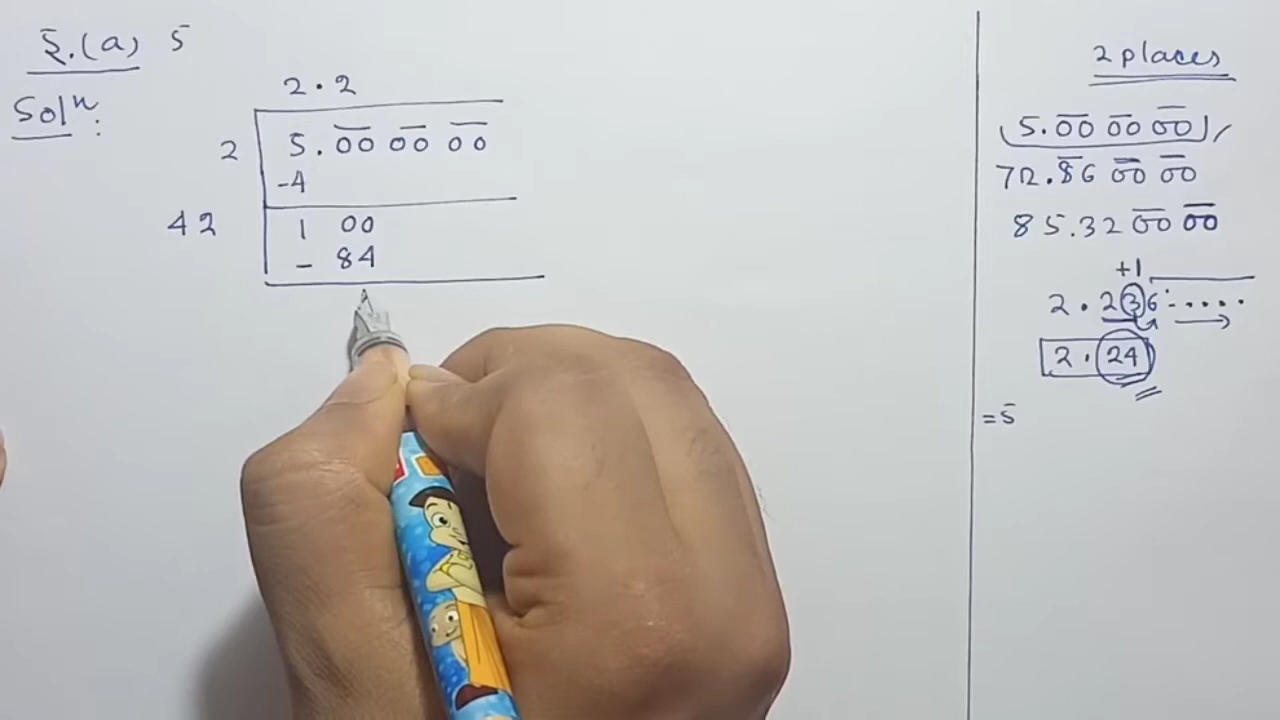 5.(a) 5
Solⁿ:
2.2
2 5.00 00 00
-4
42 1 00
- 84
2 places
5.00 00 00
72.86 00 00
85.32 00 00
+1
2.236.....
2.24
=5